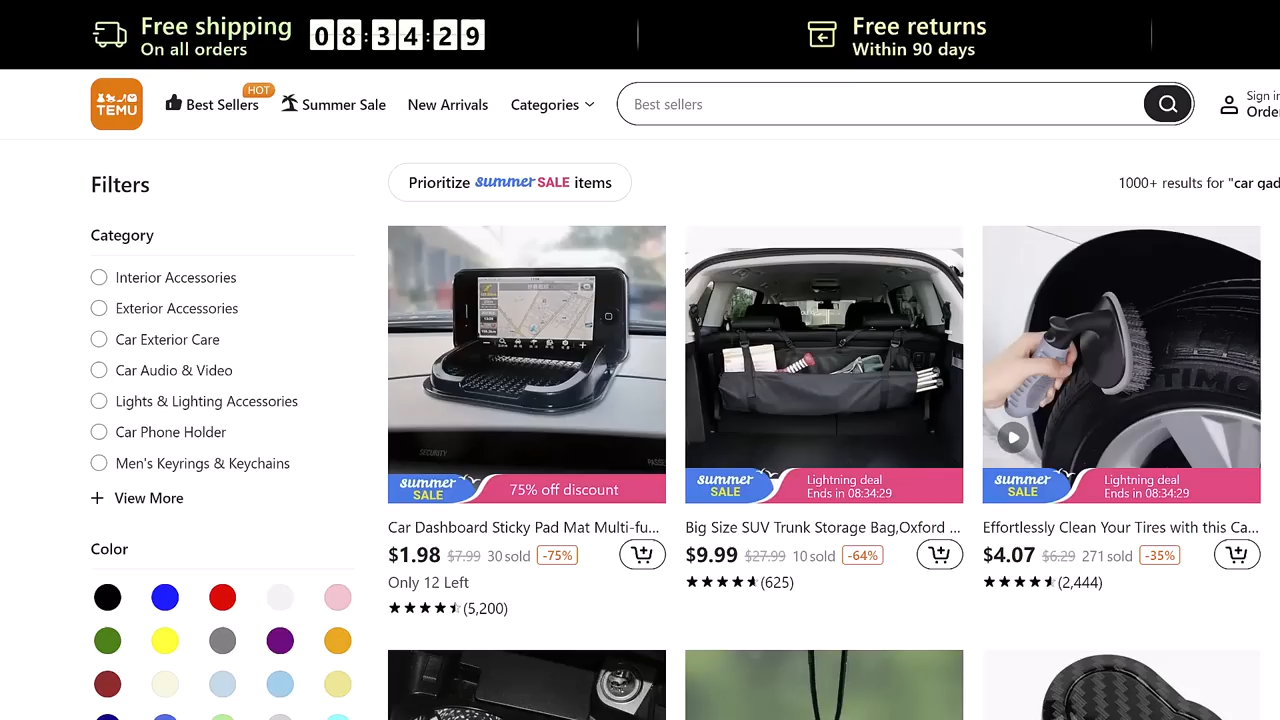 Free shipping
On all orders
08:34:29
Free returns
Within 90 days
TEMU
Best Sellers
HOT
Summer Sale
New Arrivals
Categories
Best sellers
Sign in
Orde
Filters
Prioritize summer SALE items
1000+ results for "car gad
Category
Interior Accessories
Exterior Accessories
Car Exterior Care
Car Audio & Video
Lights & Lighting Accessories
Car Phone Holder
Men's Keyrings & Keychains
View More
Color
SECURITY
summer
SALE
75% off discount
Car Dashboard Sticky Pad Mat Multi-fu...
$1.98 $7.99 30 sold -75%
Only 12 Left
(5,200)
summer
SALE
Lightning deal
Ends in 08:34:29
Big Size SUV Trunk Storage Bag,Oxford ...
$9.99 $27.99 10 sold -64%
(625)
summer
SALE
Lightning deal
Ends in 08:34:29
Effortlessly Clean Your Tires with this Ca...
$4.07 $6.29 271 sold -35%
(2,444)